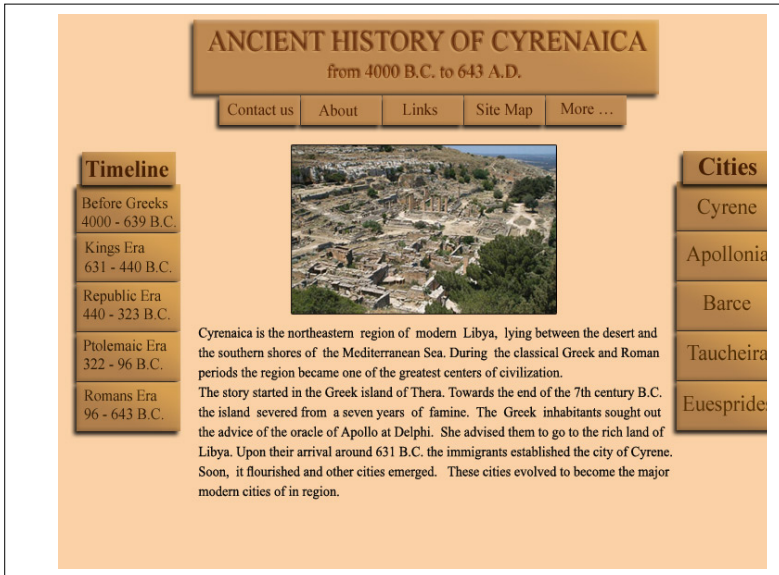 ANCIENT HISTORY OF CYRENAICA
from 4000 B.C. to 643 A.D.
Contact us About Links Site Map More ...
Timeline
Before Greeks
4000 - 639 B.C.
Kings Era
631 - 440 B.C.
Republic Era
440 - 323 B.C.
Ptolemaic Era
322 - 96 B.C.
Romans Era
96 - 643 B.C.
Cyrenaica is the northeastern region of modern Libya, lying between the desert and
the southern shores of the Mediterranean Sea. During the classical Greek and Roman
periods the region became one of the greatest centers of civilization.
The story started in the Greek island of Thera. Towards the end of the 7th century B.C.
the island severed from a seven years of famine. The Greek inhabitants sought out
the advice of the oracle of Apollo at Delphi. She advised them to go to the rich land of
Libya. Upon their arrival around 631 B.C. the immigrants established the city of Cyrene.
Soon, it flourished and other cities emerged. These cities evolved to become the major
modern cities of in region.
Cities
Cyrene
Apollonia
Barce
Taucheira
Euesprides